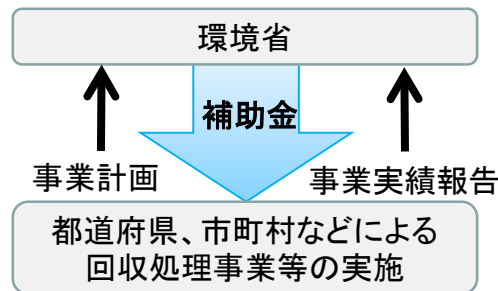 環境省
補助金
事業計画
事業実績報告
都道府県、市町村などによる
回収処理事業等の実施